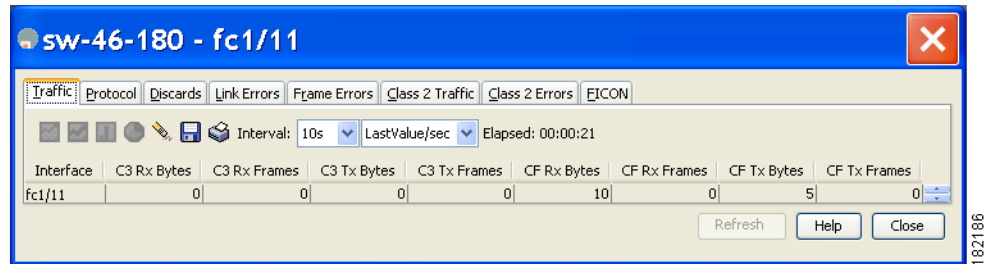 sw-46-180 - fc1/11
Traffic Protocol Discards Link Errors Frame Errors Class 2 Traffic Class 2 Errors FICON
Interval: 10s LastValue/sec Elapsed: 00:00:21
Interface C3 Rx Bytes C3 Rx Frames C3 Tx Bytes C3 Tx Frames CF Rx Bytes CF Rx Frames CF Tx Bytes CF Tx Frames
fc1/11 0 0 0 0 10 0 5 0
Refresh Help Close
182186